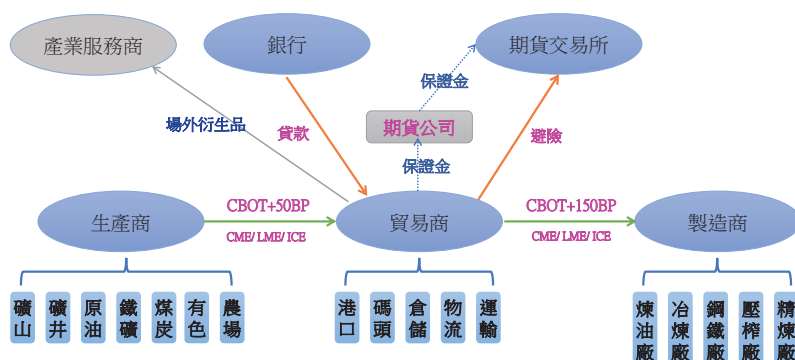 產業服務商
銀行
期貨交易所
保證金
場外衍生品
貸款
期貨公司
避險
保證金
生產商
CBOT+50BP
CME/ LME/ ICE
貿易商
CBOT+150BP
CME/ LME/ ICE
製造商
礦山
礦井
原油
鐵礦
煤炭
有色
農場
港口
碼頭
倉儲
物流
運輸
煉油廠
冶煉廠
鋼鐵廠
壓榨廠
精煉廠